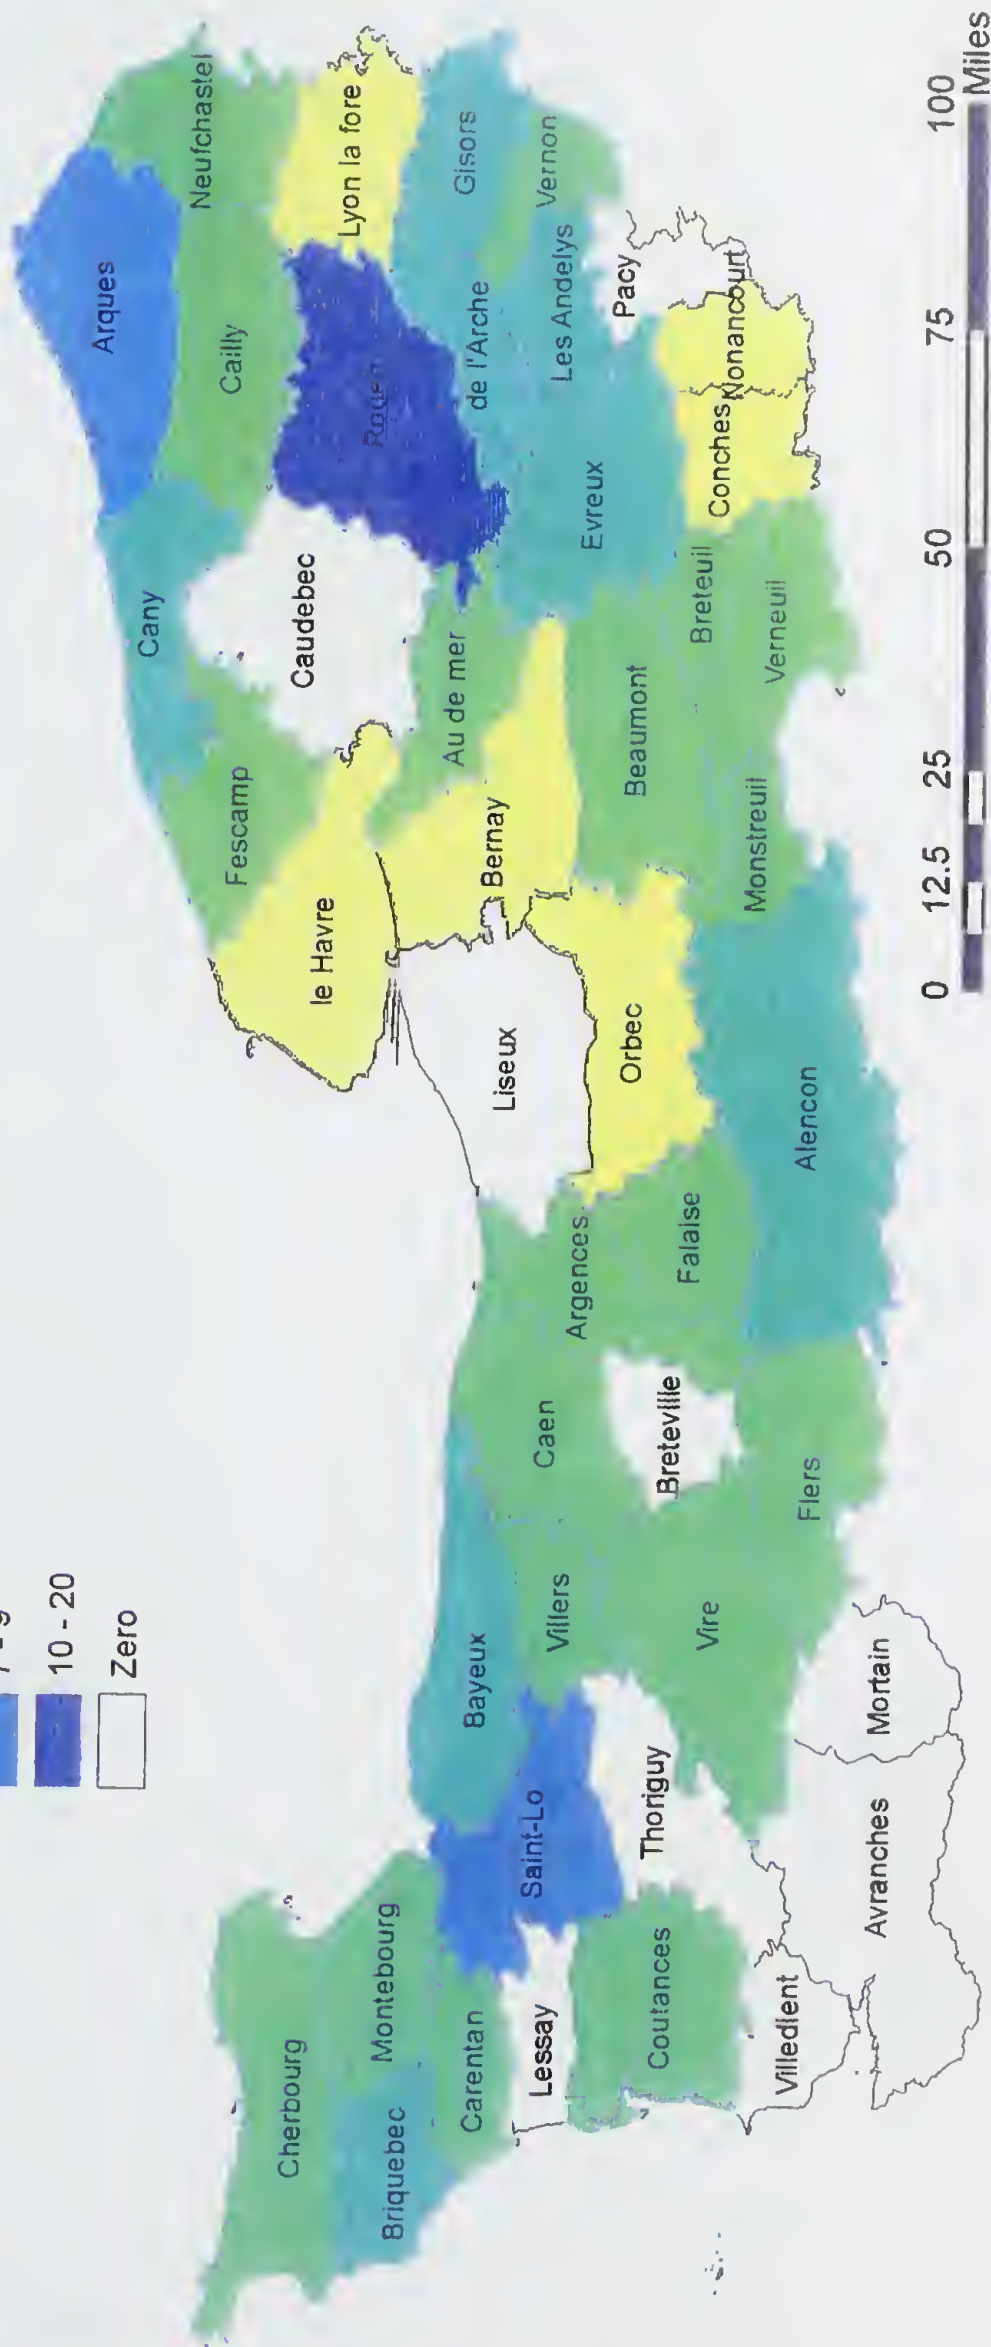 7 - 9
10 - 20
Zero
Cherbourg
Montebourg
Briquebec
Carentan
Lessay
Coutances
Saint-Lo
Bayeux
Thoriguy
Villedient
Avranches
Mortain
Villers
Vire
Caen
Breteville
Flers
Argences
Falaise
Alencon
Liseux
Orbec
le Havre
Bernay
Fescamp
Cany
Caudebec
Au de mer
Beaumont
Monstreuil
Breteuil
Verneuil
Evreux
Conches
Nonancourt
Pacy
Rouen
de l'Arche
Les Andelys
Vernon
Gisors
Lyon la fore
Cailly
Arques
Neufchastel
0 12.5 25 50 75 100
Miles